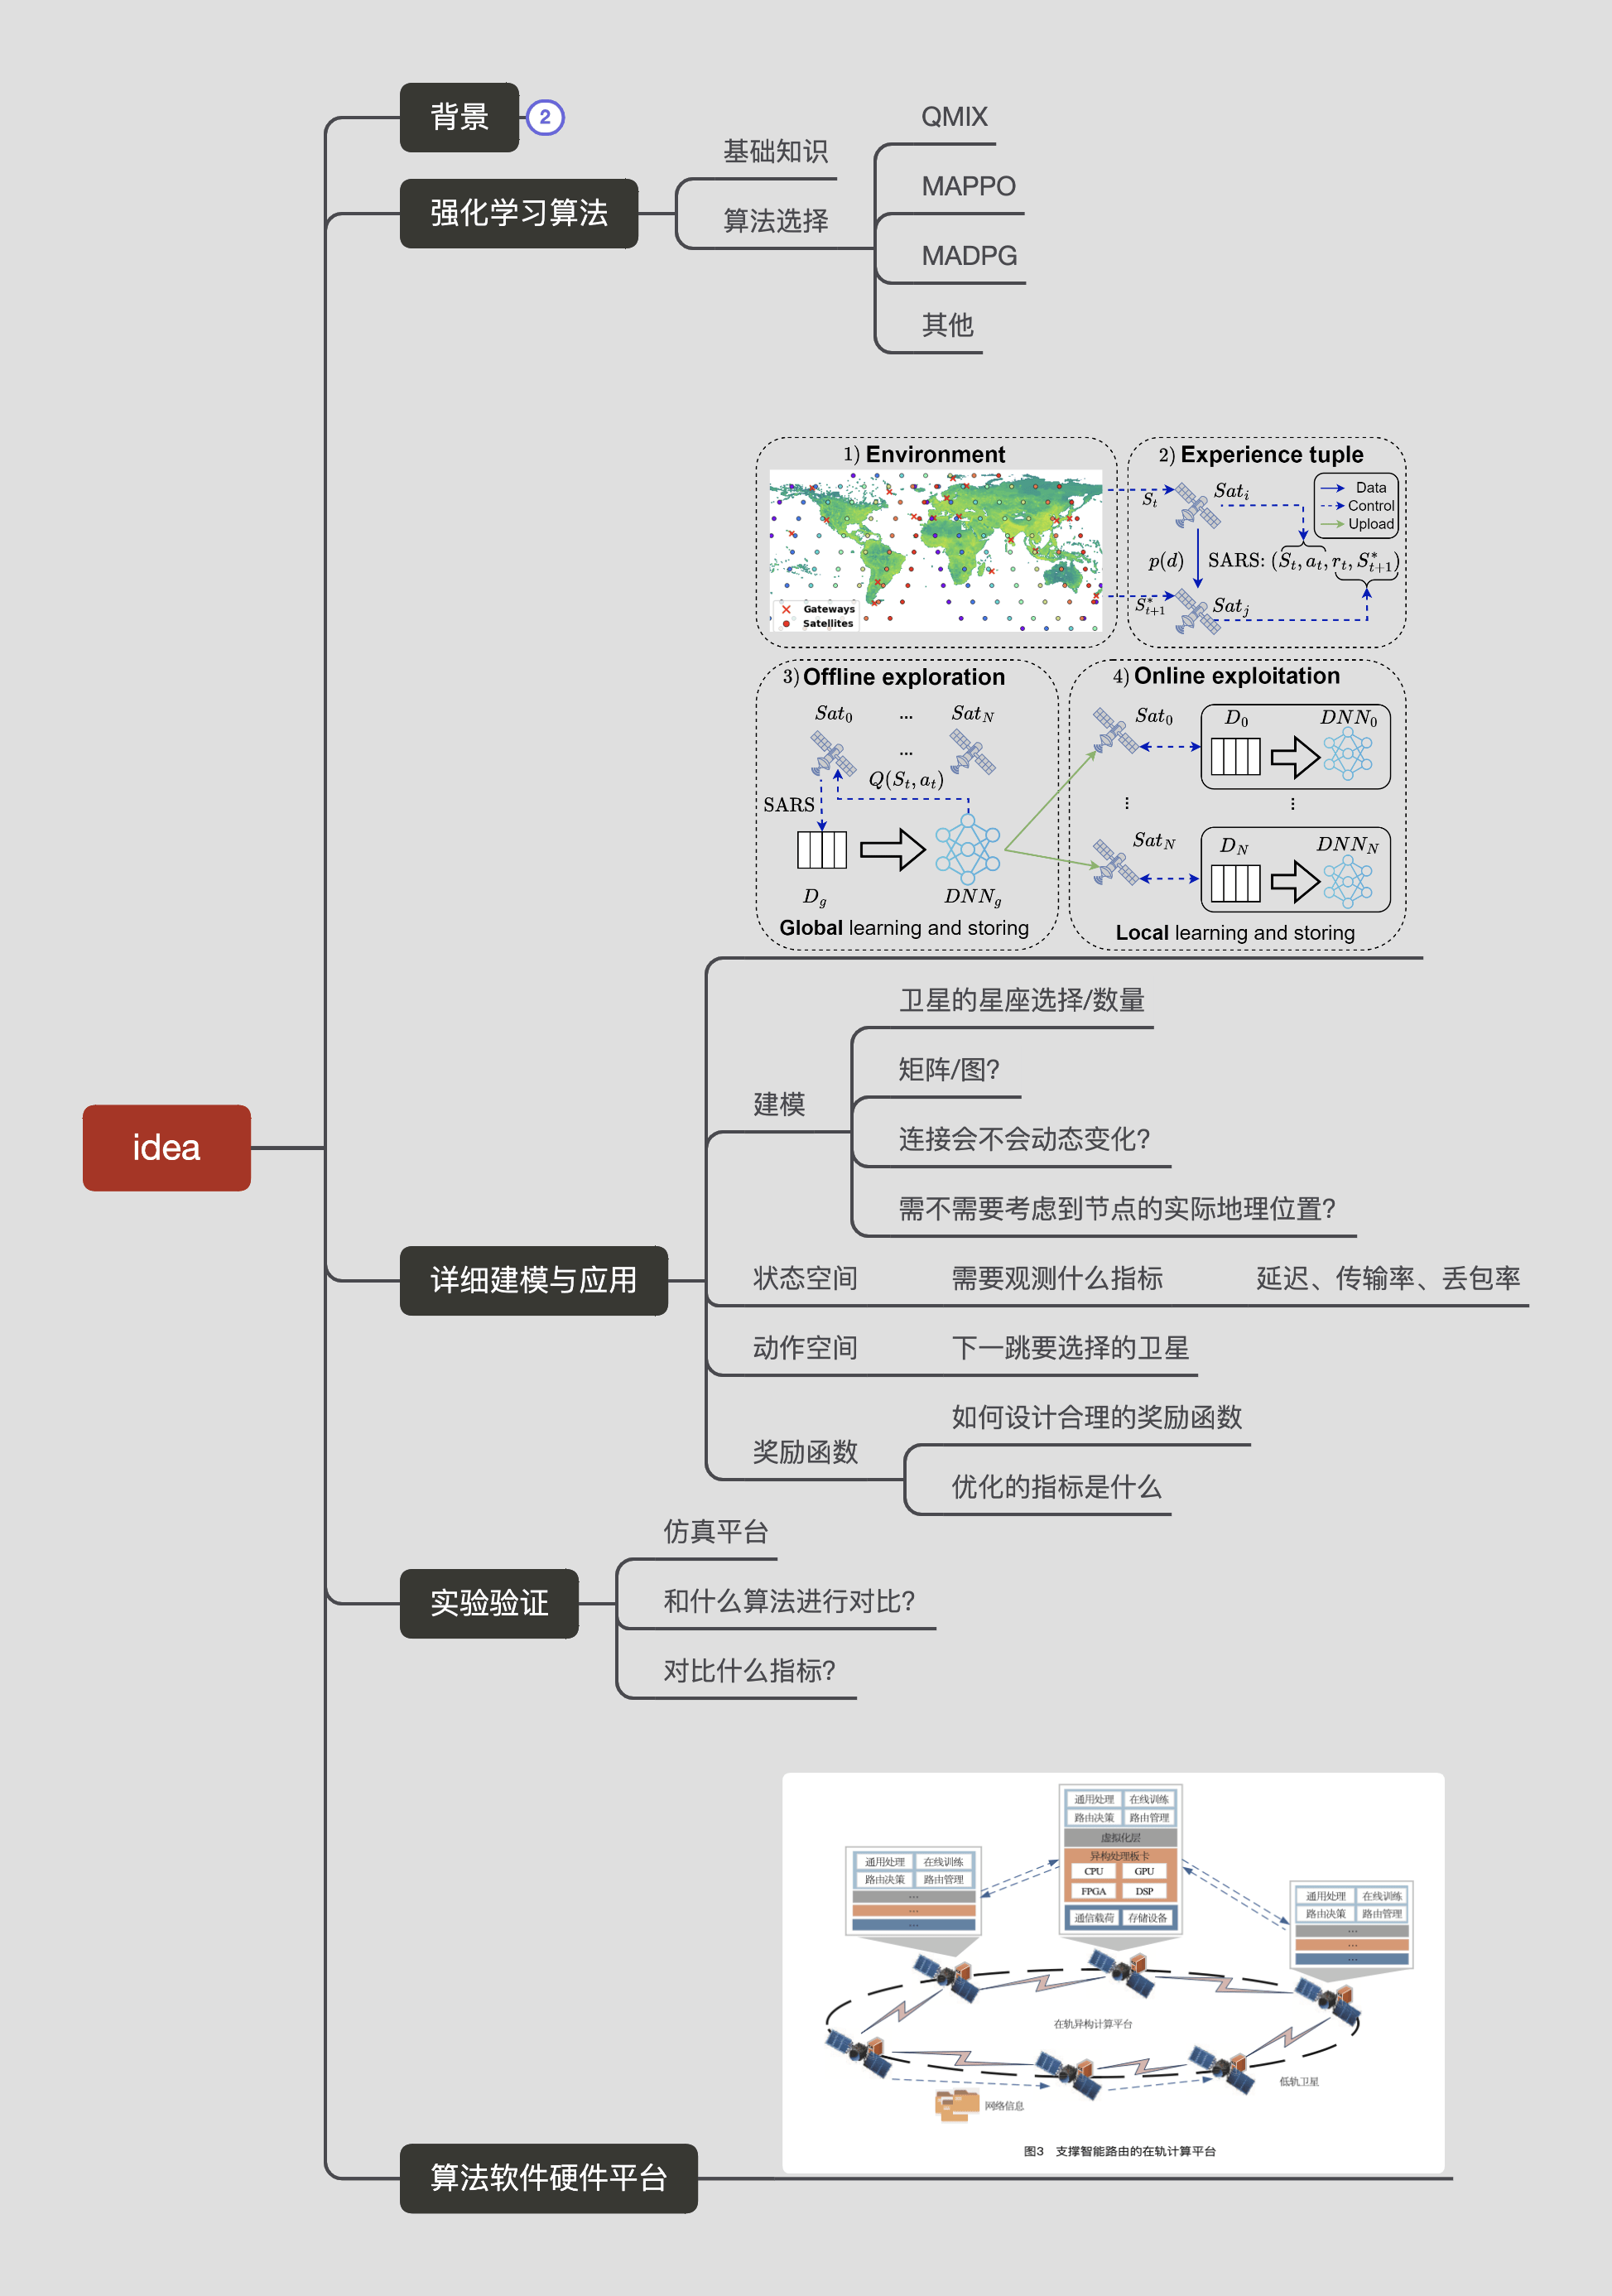 背景
2
强化学习算法
基础知识
算法选择
QMIX
MAPPO
MADPG
其他
1) Environment
Gateways
Satellites
2) Experience tuple
S_t
Sat_i
Data
Control
Upload
p(d)
SARS: (S_t, a_t, r_t, S*_{t+1})
S*_{t+1}
Sat_j
3) Offline exploration
Sat_0 ... Sat_N
...
Q(S_t, a_t)
SARS
D_g
DNN_g
Global learning and storing
4) Online exploitation
Sat_0
D_0
DNN_0
Sat_N
D_N
DNN_N
Local learning and storing
idea
详细建模与应用
建模
卫星的星座选择/数量
矩阵/图?
连接会不会动态变化?
需不需要考虑到节点的实际地理位置?
状态空间
需要观测什么指标
延迟、传输率、丢包率
动作空间
下一跳要选择的卫星
奖励函数
如何设计合理的奖励函数
优化的指标是什么
实验验证
仿真平台
和什么算法进行对比?
对比什么指标?
算法软件硬件平台
通用处理 在线训练
路由决策 路由管理
...
...
...
通用处理 在线训练
路由决策 路由管理
虚拟化层
异构处理板卡
CPU GPU
FPGA DSP
通信载荷 存储设备
通用处理 在线训练
路由决策 路由管理
...
...
...
在轨异构计算平台
低轨卫星
网络信息
图3 支撑智能路由的在轨计算平台